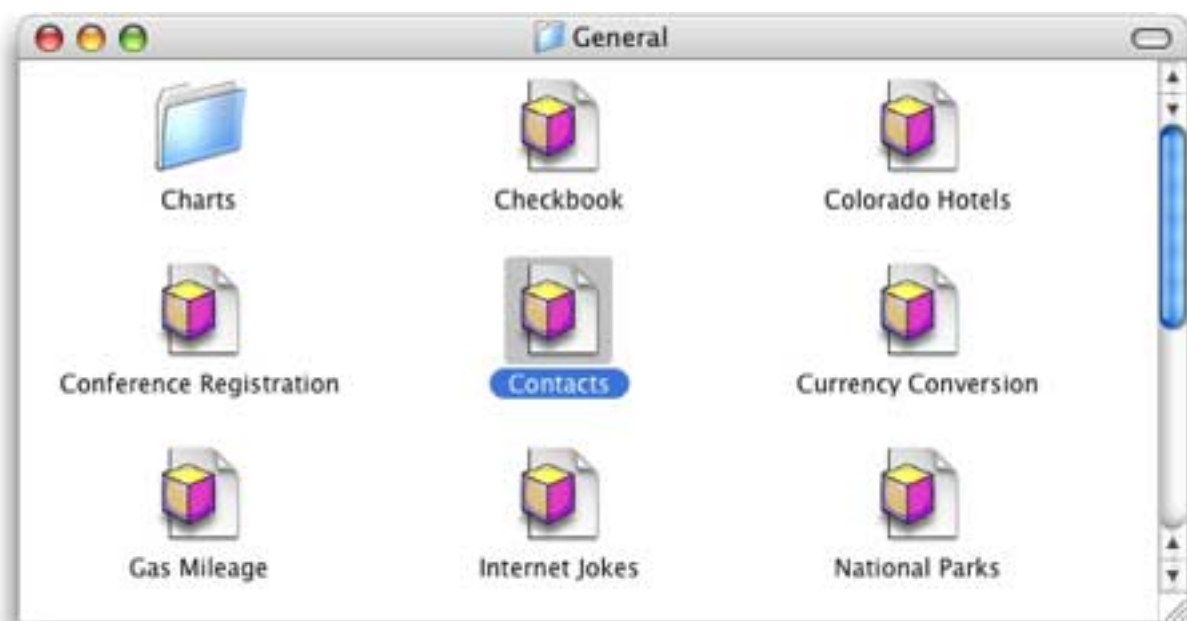 General
Charts
Checkbook
Colorado Hotels
Conference Registration
Contacts
Currency Conversion
Gas Mileage
Internet Jokes
National Parks